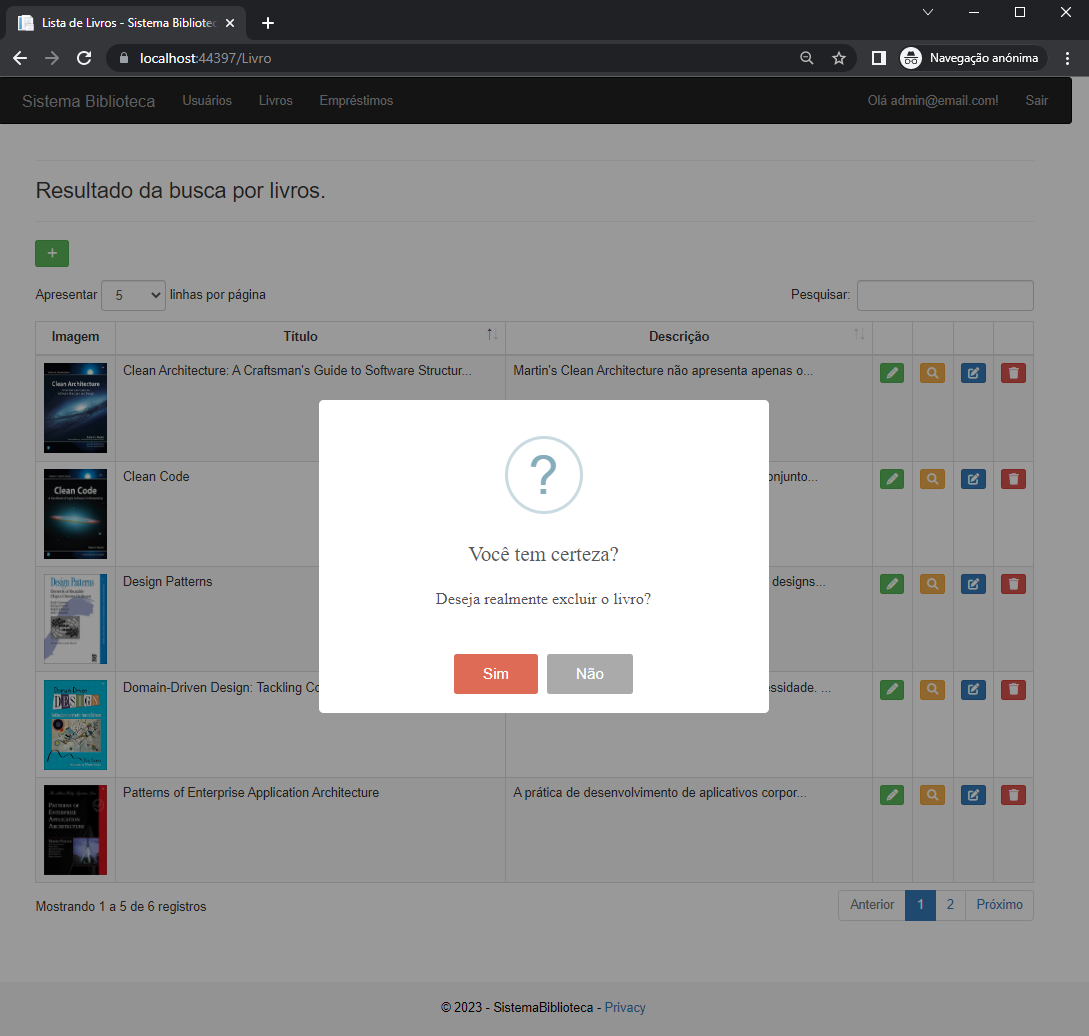 Lista de Livros - Sistema Bibliotec
localhost:44397/Livro
Navegação anónima
Sistema Biblioteca Usuários Livros Empréstimos Olá admin@email.com! Sair
Resultado da busca por livros.
+
Apresentar 5 linhas por página Pesquisar:
Imagem Título Descrição
Clean Architecture
Clean Architecture: A Craftsman's Guide to Software Structur... Martin's Clean Architecture não apresenta apenas o...
Clean Code
Clean Code onjunto...
Design Patterns
Design Patterns designs...
Domain-Driven
DESIGN
Domain-Driven Design: Tackling Co essidade. ...
Patterns of
Enterprise
Application
Architecture
Patterns of Enterprise Application Architecture A prática de desenvolvimento de aplicativos corpor...
?
Você tem certeza?
Deseja realmente excluir o livro?
Sim Não
Mostrando 1 a 5 de 6 registros Anterior 1 2 Próximo
© 2023 - SistemaBiblioteca - Privacy